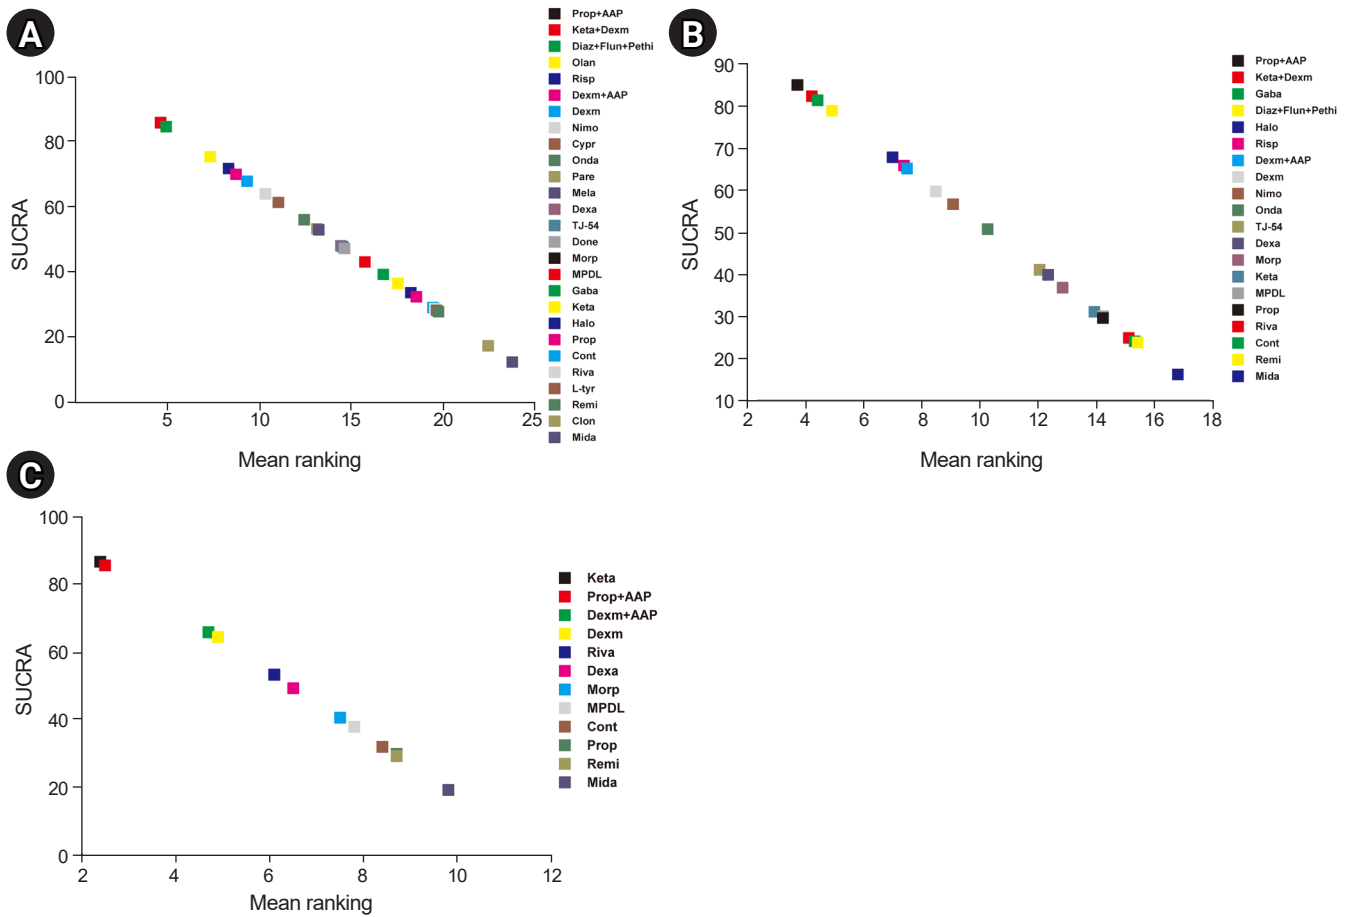 A
Prop+AAP
Keta+Dexm
Diaz+Flun+Pethi
Olan
Risp
Dexm+AAP
Dexm
Nimo
Cypr
Onda
Pare
Mela
Dexa
TJ-54
Done
Morp
MPDL
Gaba
Keta
Halo
Prop
Cont
Riva
L-tyr
Remi
Clon
Mida
100
80
60
40
20
0
SUCRA
5 10 15 20 25
Mean ranking
B
Prop+AAP
Keta+Dexm
Gaba
Diaz+Flun+Pethi
Halo
Risp
Dexm+AAP
Dexm
Nimo
Onda
TJ-54
Dexa
Morp
Keta
MPDL
Prop
Riva
Cont
Remi
Mida
90
80
70
60
50
40
30
20
10
SUCRA
2 4 6 8 10 12 14 16 18
Mean ranking
C
Keta
Prop+AAP
Dexm+AAP
Dexm
Riva
Dexa
Morp
MPDL
Cont
Prop
Remi
Mida
100
80
60
40
20
0
SUCRA
2 4 6 8 10 12
Mean ranking